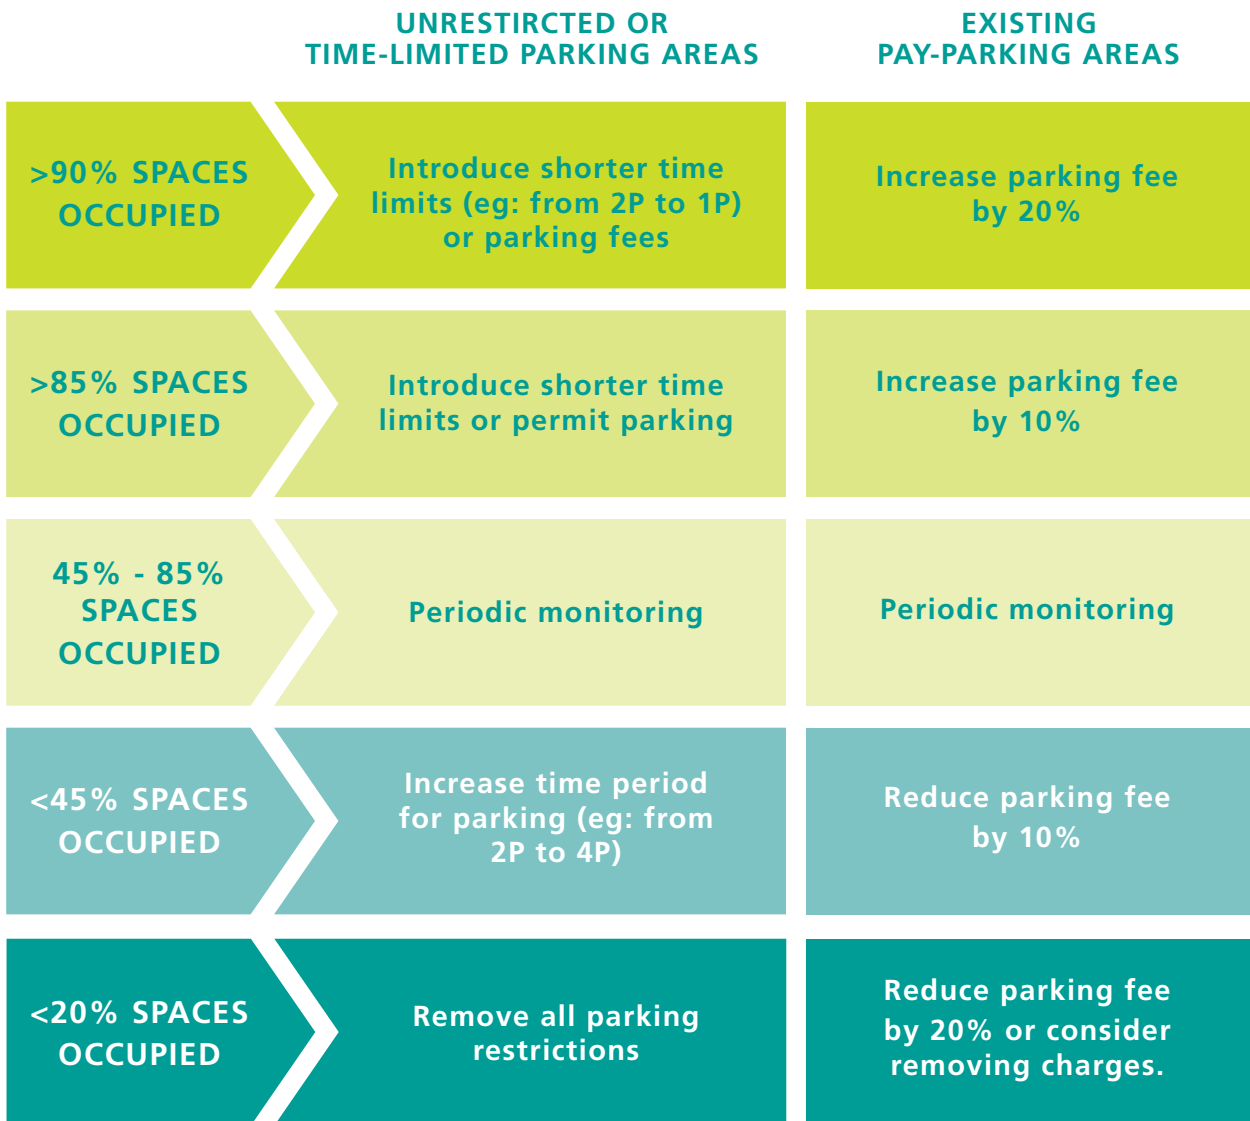 UNRESTIRCTED OR
TIME-LIMITED PARKING AREAS
EXISTING
PAY-PARKING AREAS
>90% SPACES
OCCUPIED
Introduce shorter time
limits (eg: from 2P to 1P)
or parking fees
Increase parking fee
by 20%
>85% SPACES
OCCUPIED
Introduce shorter time
limits or permit parking
Increase parking fee
by 10%
45% - 85%
SPACES
OCCUPIED
Periodic monitoring
Periodic monitoring
<45% SPACES
OCCUPIED
Increase time period
for parking (eg: from
2P to 4P)
Reduce parking fee
by 10%
<20% SPACES
OCCUPIED
Remove all parking
restrictions
Reduce parking fee
by 20% or consider
removing charges.